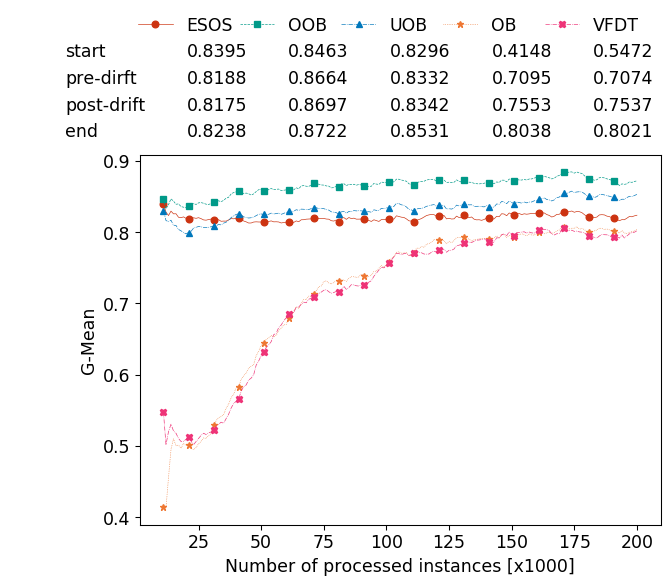 ESOS OOB UOB OB VFDT
start 0.8395 0.8463 0.8296 0.4148 0.5472
pre-dirft 0.8188 0.8664 0.8332 0.7095 0.7074
post-drift 0.8175 0.8697 0.8342 0.7553 0.7537
end 0.8238 0.8722 0.8531 0.8038 0.8021
0.9
0.8
0.7
0.6
0.5
0.4
G-Mean
25 50 75 100 125 150 175 200
Number of processed instances [x1000]